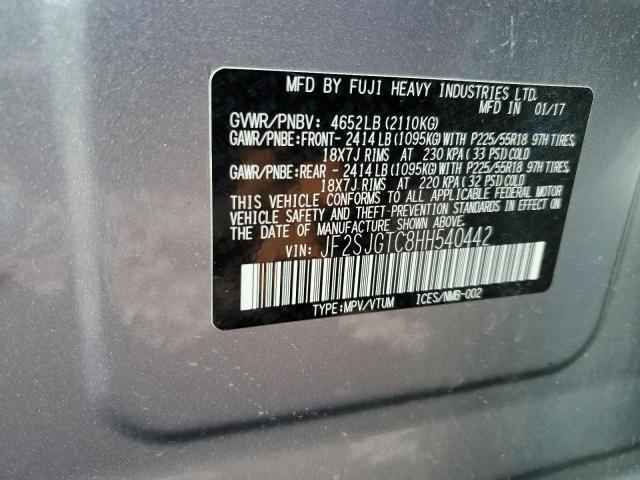 MFD BY FUJI HEAVY INDUSTRIES LTD.
MFD IN 01/17
GVWR/PNBV: 4652LB (2110KG)
GAWR/PNBE:FRONT- 2414 LB (1095KG) WITH P225/55R18 97H TIRES,
18X7J RIMS AT 230 KPA (33 PSI) COLD
GAWR/PNBE:REAR - 2414 LB (1095KG) WITH P225/55R18 97H TIRES,
18X7J RIMS AT 220 KPA (32 PSI) COLD
THIS VEHICLE CONFORMS TO ALL APPLICABLE FEDERAL MOTOR
VEHICLE SAFETY AND THEFT-PREVENTION STANDARDS IN EFFECT ON
THE DATE OF MANUFACTURE SHOWN ABOVE.
VIN: JF2SJGTC8HH540442
TYPE:MPV/VTUM ICES/NMB-002